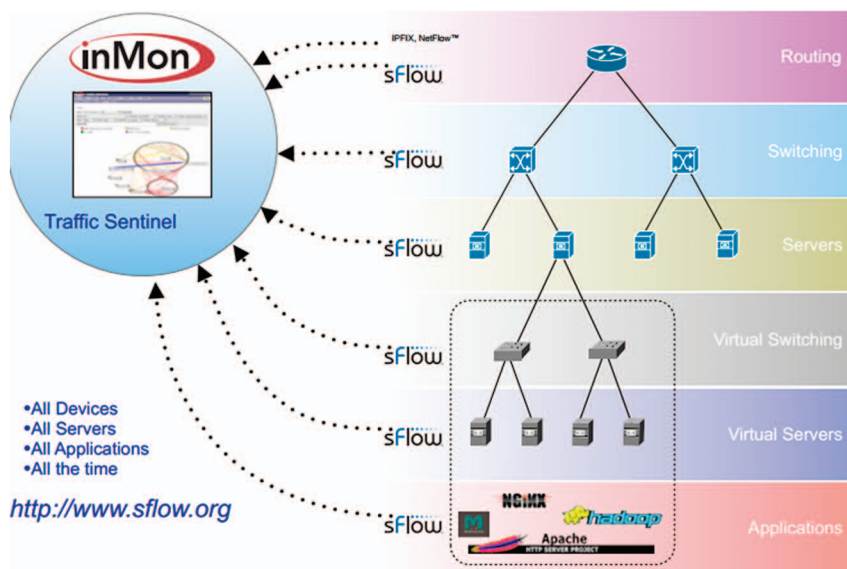 inMon
Traffic Sentinel
IPFIX, NetFlow™
sFlow
Routing
sFlow
Switching
sFlow
Servers
sFlow
Virtual Switching
sFlow
Virtual Servers
sFlow
NGiNX
hadoop
M
Apache
HTTP SERVER PROJECT
Applications
•All Devices
•All Servers
•All Applications
•All the time
http://www.sflow.org